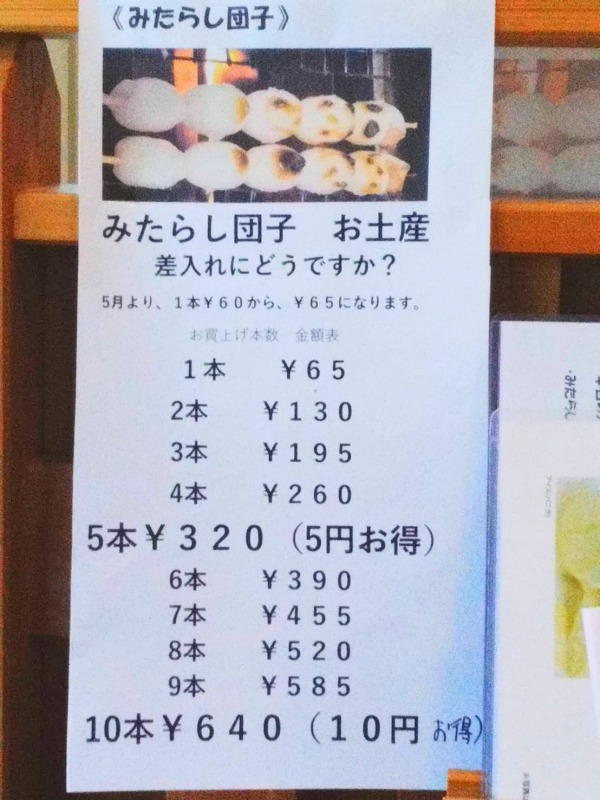 《みたらし団子》
みたらし団子　お土産
差入れにどうですか？
5月より、１本￥６０から、￥６５になります。
お買上げ本数　金額表
１本　￥６５
２本　￥１３０
３本　￥１９５
４本　￥２６０
５本￥３２０（５円お得）
６本　￥３９０
７本　￥４５５
８本　￥５２０
９本　￥５８５
10本￥６４０（１０円お得）
・みたらし